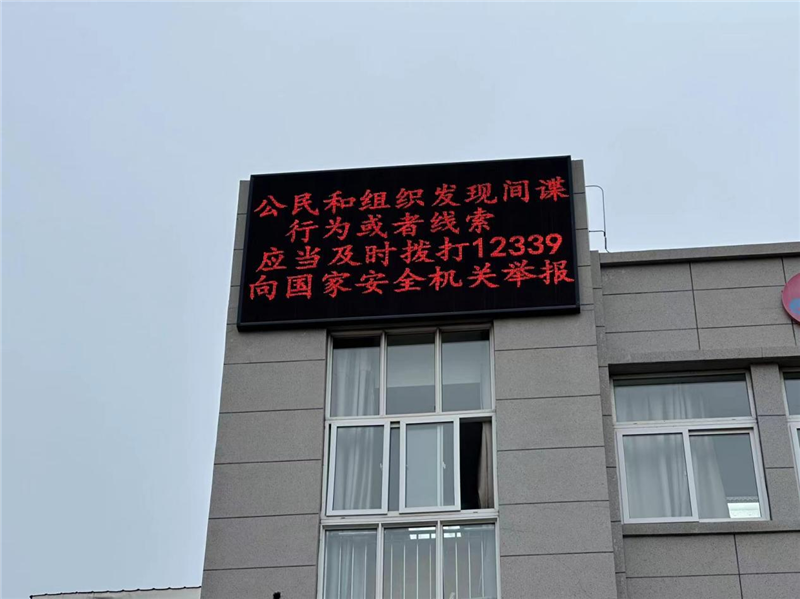 公民和组织发现间谍
行为或者线索
应当及时拨打12339
向国家安全机关举报